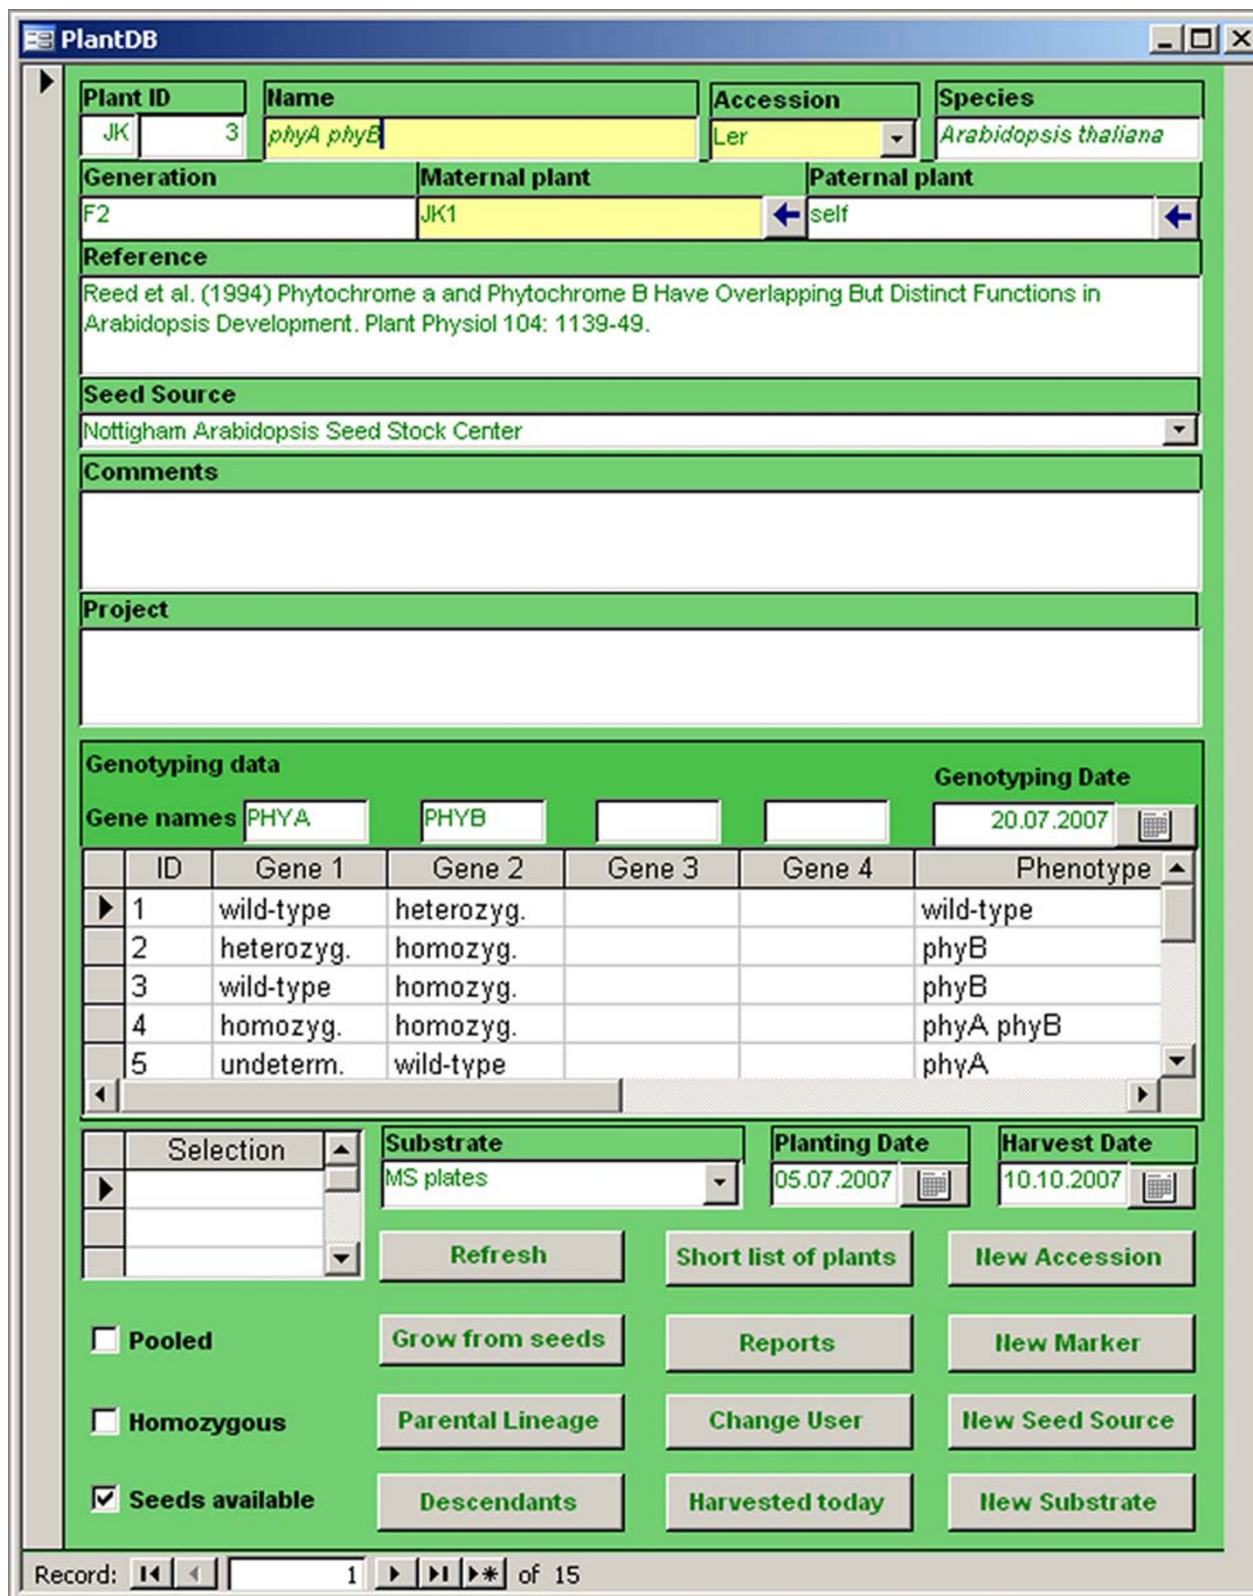 PlantDB
Plant ID Name Accession Species
JK 3 phyA phyB Ler Arabidopsis thaliana
Generation Maternal plant Paternal plant
F2 JK1 self
Reference
Reed et al. (1994) Phytochrome a and Phytochrome B Have Overlapping But Distinct Functions in
Arabidopsis Development. Plant Physiol 104: 1139-49.
Seed Source
Nottigham Arabidopsis Seed Stock Center
Comments
Project
Genotyping data Genotyping Date
Gene names PHYA PHYB 20.07.2007
ID Gene 1 Gene 2 Gene 3 Gene 4 Phenotype
1 wild-type heterozyg. wild-type
2 heterozyg. homozyg. phyB
3 wild-type homozyg. phyB
4 homozyg. homozyg. phyA phyB
5 undeterm. wild-type phyA
Selection Substrate Planting Date Harvest Date
MS plates 05.07.2007 10.10.2007
Refresh Short list of plants New Accession
Pooled Grow from seeds Reports New Marker
Homozygous Parental Lineage Change User New Seed Source
Seeds available Descendants Harvested today New Substrate
Record: 1 of 15